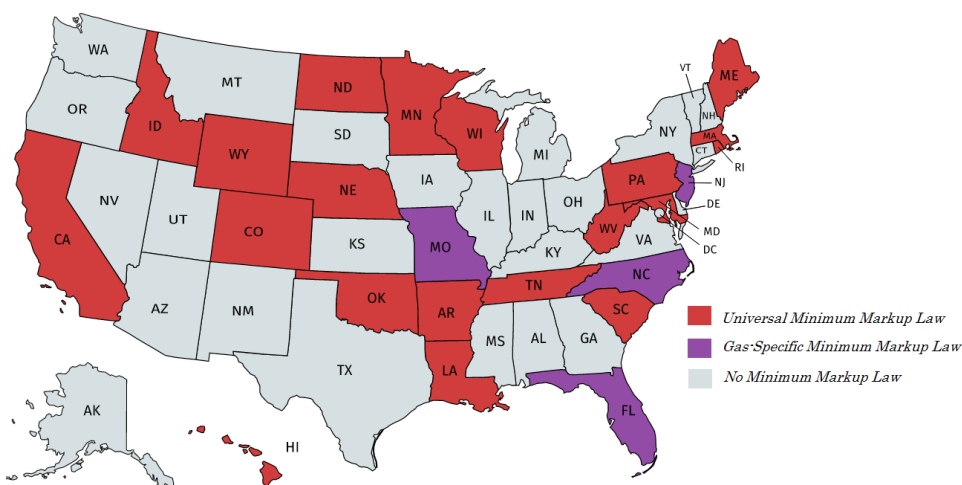 WA
MT
ND
MN
VT
ME
OR
ID
SD
WI
NY
NH
MA
CT
MI
WY
RI
IA
NE
PA
NJ
NV
UT
CO
IL
IN
OH
DE
CA
KS
MO
WV
VA
MD
DC
KY
NC
AZ
NM
OK
AR
TN
SC
MS
AL
GA
TX
LA
FL
AK
HI
Universal Minimum Markup Law
Gas-Specific Minimum Markup Law
No Minimum Markup Law